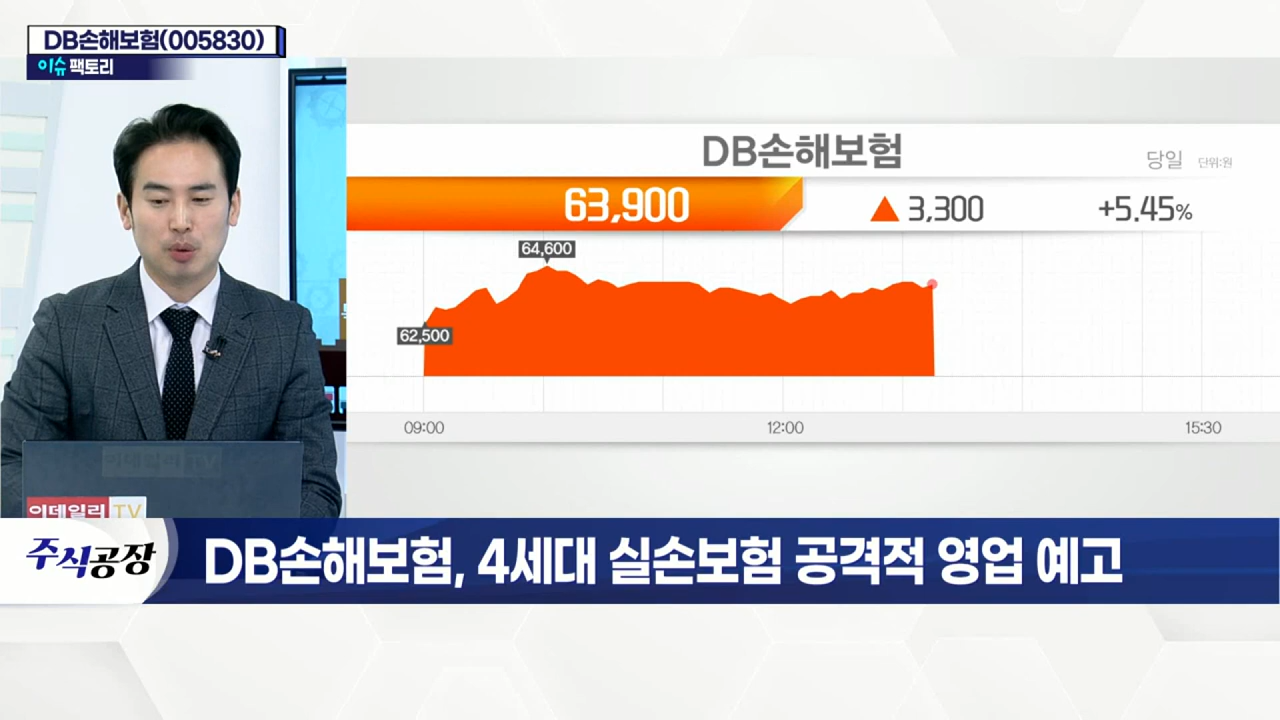 DB손해보험(005830)
이슈 팩토리
DB손해보험
당일 단위:원
63,900 ▲ 3,300 +5.45%
64,600
62,500
09:00 12:00 15:30
이데일리 TV
주식공장
DB손해보험, 4세대 실손보험 공격적 영업 예고